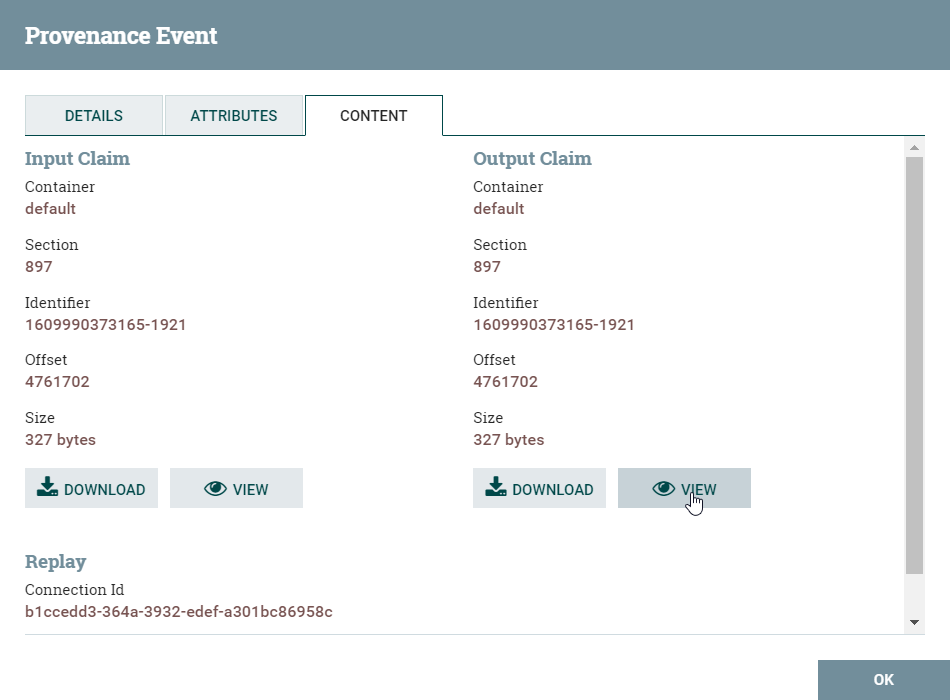 Provenance Event
DETAILS
ATTRIBUTES
CONTENT
Input Claim
Container
default
Section
897
Identifier
1609990373165-1921
Offset
4761702
Size
327 bytes
DOWNLOAD
VIEW
Output Claim
Container
default
Section
897
Identifier
1609990373165-1921
Offset
4761702
Size
327 bytes
DOWNLOAD
VIEW
Replay
Connection Id
b1ccedd3-364a-3932-edef-a301bc86958c
OK